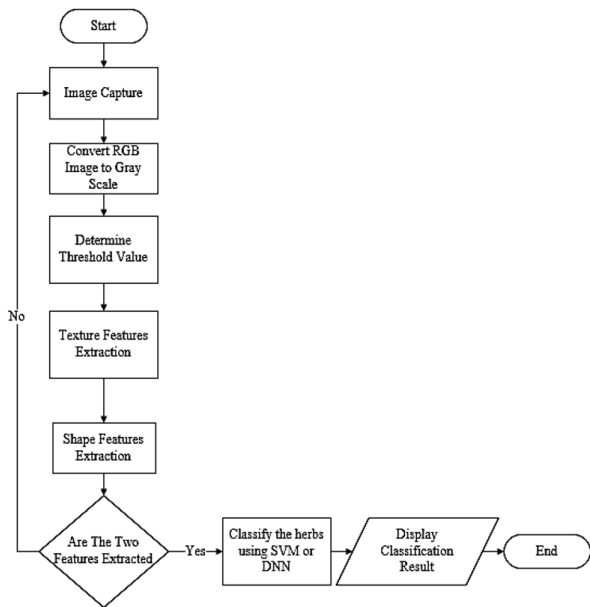 Start
Image Capture
Convert RGB
Image to Gray
Scale
Determine
Threshold Value
No
Texture Features
Extraction
Shape Features
Extraction
Are The Two
Features Extracted
Yes
Classify the herbs
using SVM or
DNN
Display
Classification
Result
End